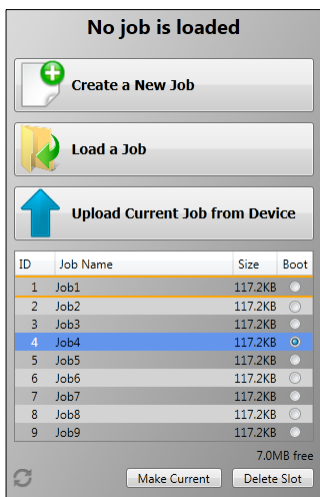 No job is loaded
Create a New Job
Load a Job
Upload Current Job from Device
ID Job Name Size Boot
1 Job1 117.2KB
2 Job2 117.2KB
3 Job3 117.2KB
4 Job4 117.2KB
5 Job5 117.2KB
6 Job6 117.2KB
7 Job7 117.2KB
8 Job8 117.2KB
9 Job9 117.2KB
7.0MB free
Make Current Delete Slot